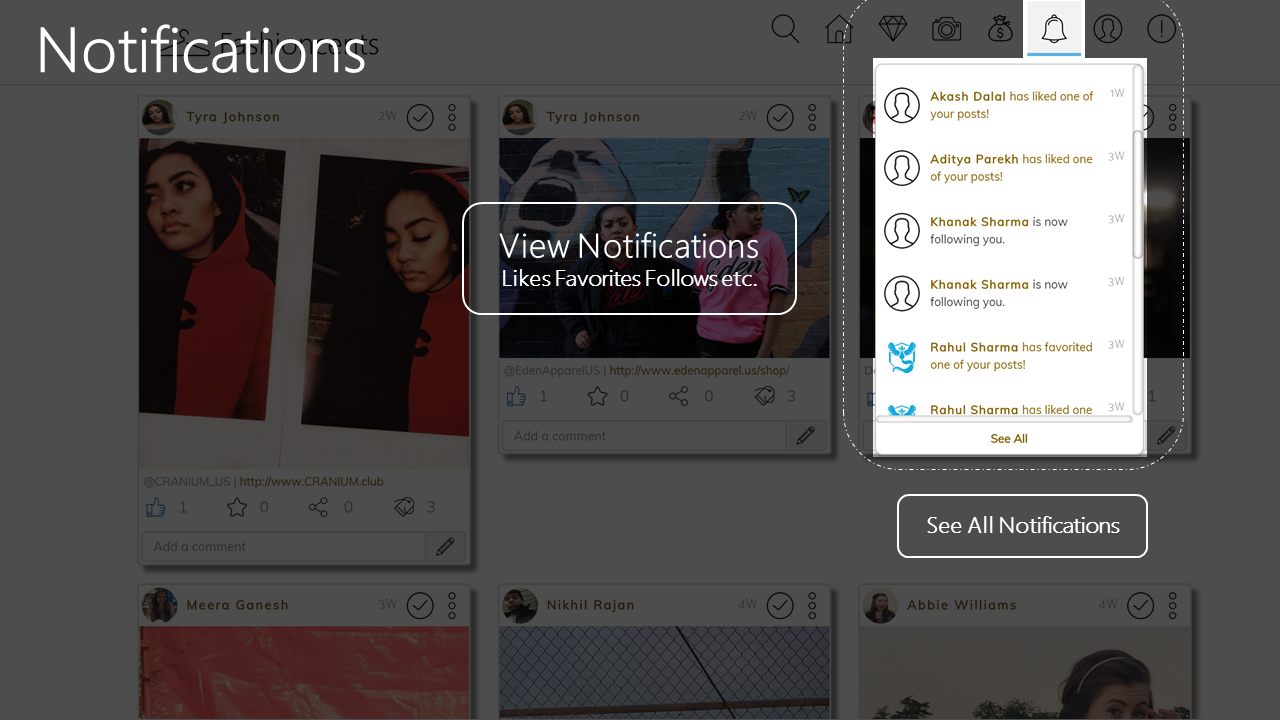 Notifications
Fashioncents
Tyra Johnson 2W
Tyra Johnson 2W
Akash Dalal has liked one of
your posts!
1W
Aditya Parekh has liked one
of your posts!
3W
Khanak Sharma is now
following you.
3W
Khanak Sharma is now
following you.
3W
Rahul Sharma has favorited
one of your posts!
3W
Rahul Sharma has liked one
3W
See All
View Notifications
Likes Favorites Follows etc.
@EdenApparelUS | http://www.edenapparel.us/shop/
1 0 0 3
Add a comment
1
@CRANIUM_US | http://www.CRANIUM.club
1 0 0 3
Add a comment
See All Notifications
Meera Ganesh 3W
Nikhil Rajan 4W
Abbie Williams 4W